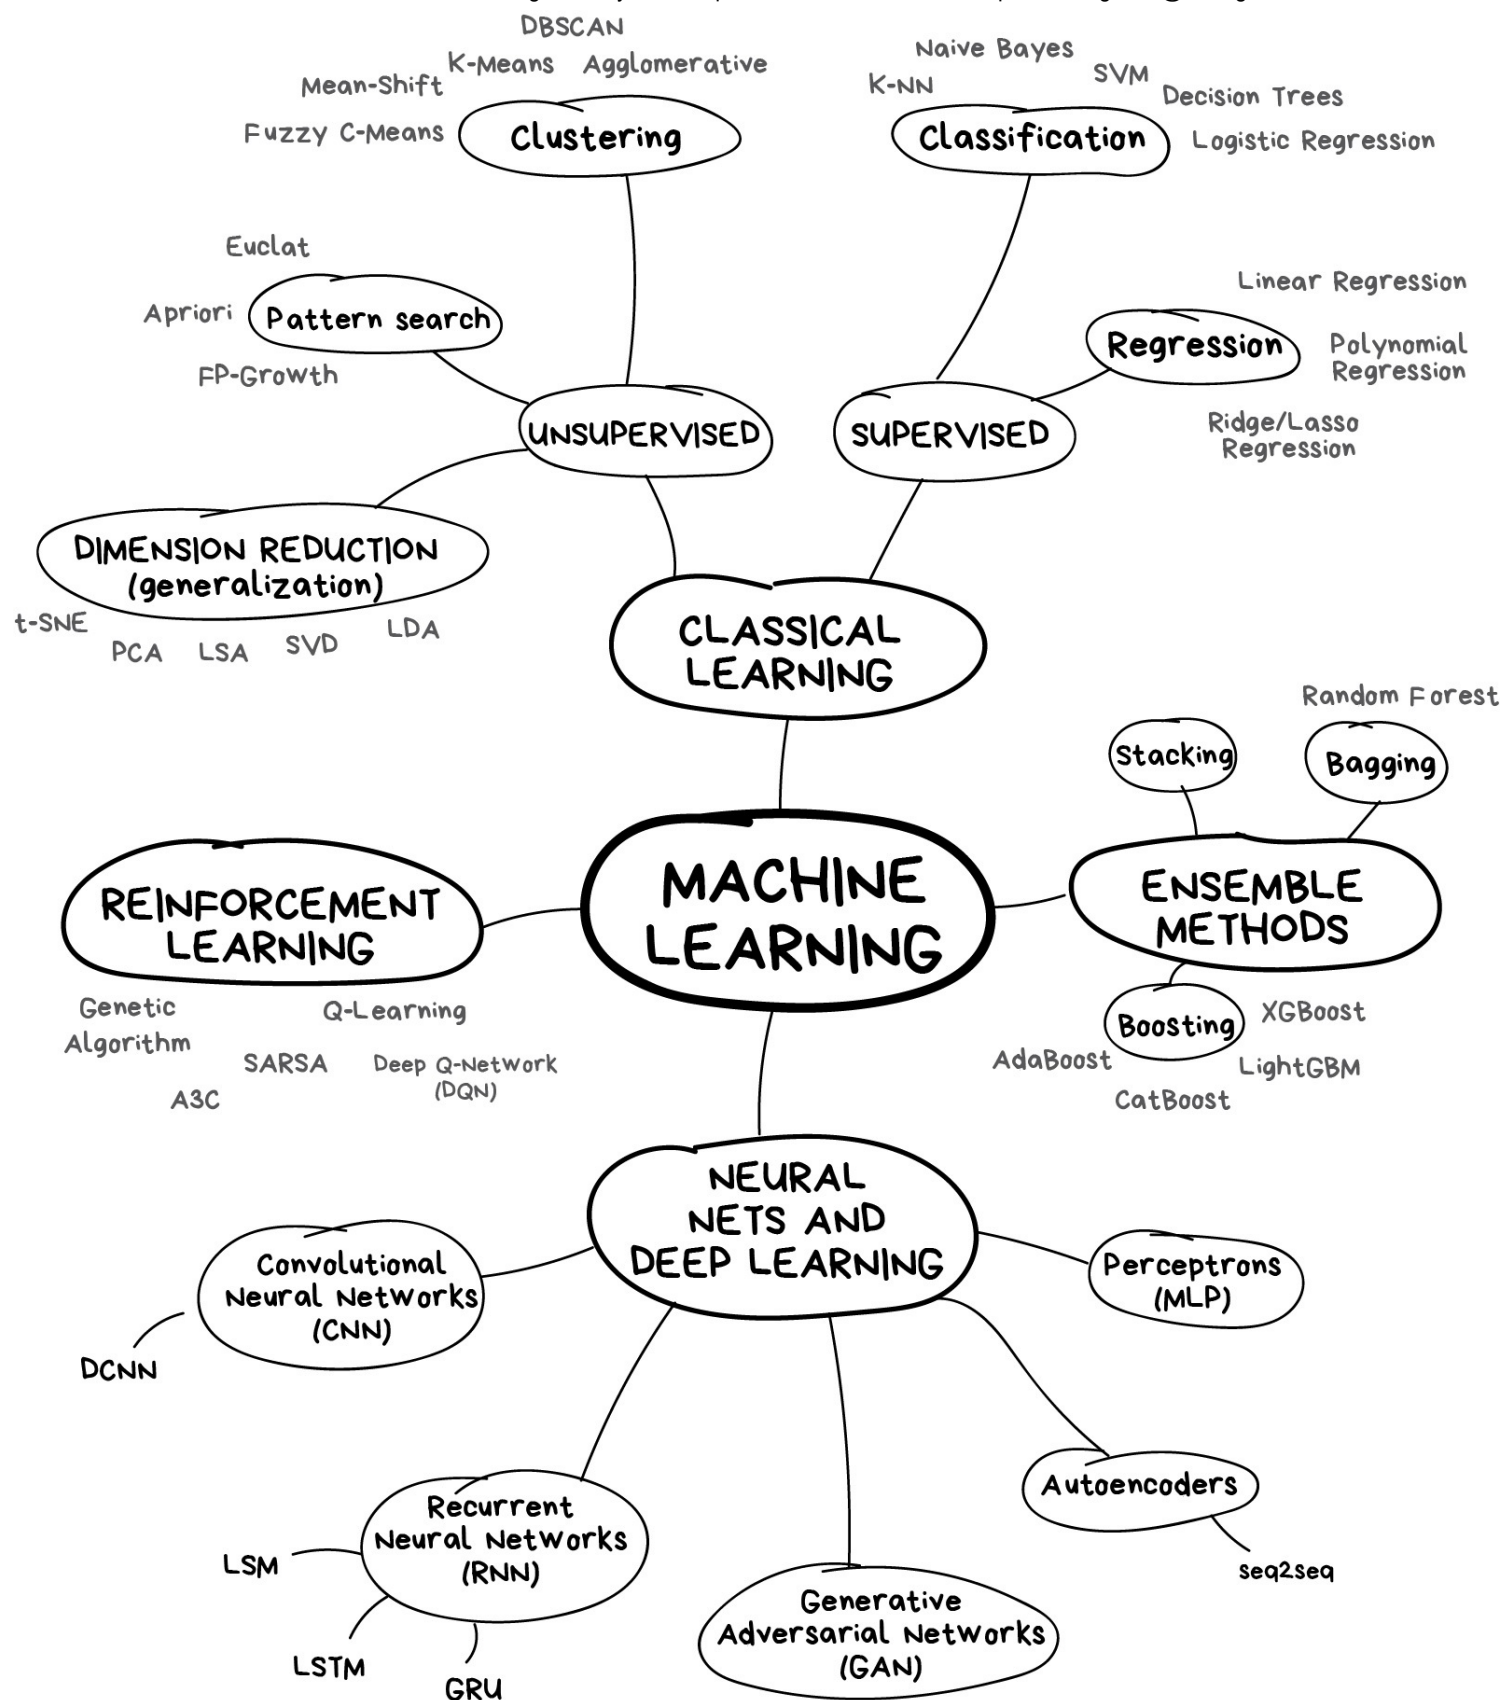 DBSCAN
K-Means
Agglomerative
Mean-Shift
Fuzzy C-Means
Clustering
Naive Bayes
K-NN
SVM
Decision Trees
Logistic Regression
Classification
Euclat
Apriori
Pattern search
FP-Growth
Linear Regression
Regression
Polynomial
Regression
Ridge/Lasso
Regression
UNSUPERVISED
SUPERVISED
DIMENSION REDUCTION
(generalization)
t-SNE
PCA
LSA
SVD
LDA
CLASSICAL
LEARNING
Random Forest
Stacking
Bagging
MACHINE
LEARNING
REINFORCEMENT
LEARNING
ENSEMBLE
METHODS
Genetic
Algorithm
Q-Learning
SARSA
Deep Q-Network
(DQN)
A3C
Boosting
XGBoost
AdaBoost
LightGBM
CatBoost
NEURAL
NETS AND
DEEP LEARNING
Convolutional
Neural Networks
(CNN)
DCNN
Perceptrons
(MLP)
Autoencoders
seq2seq
Recurrent
Neural Networks
(RNN)
LSM
LSTM
GRU
Generative
Adversarial Networks
(GAN)